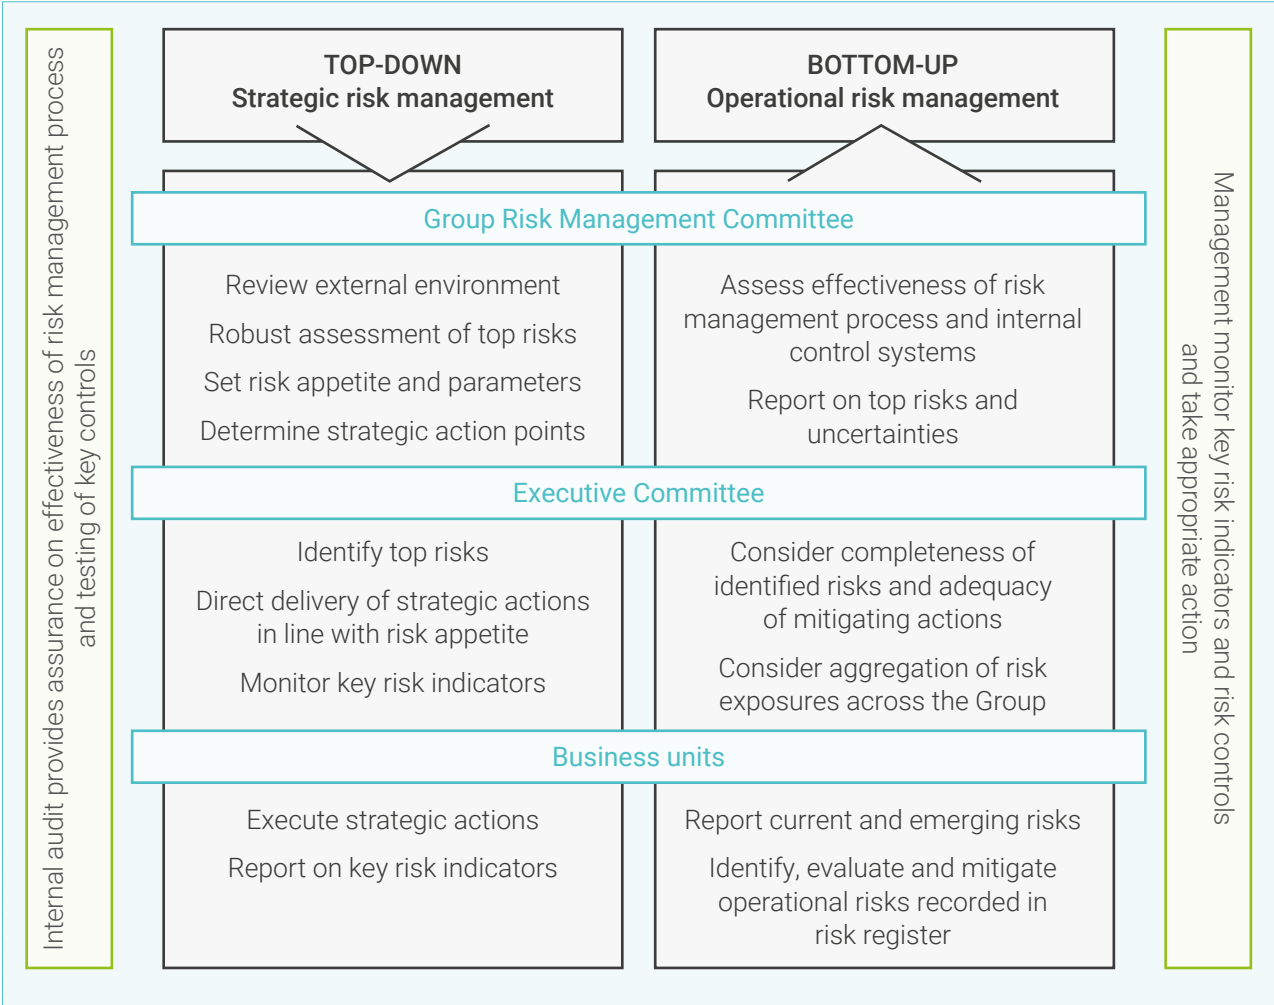 Internal audit provides assurance on effectiveness of risk management process
and testing of key controls
TOP-DOWN
Strategic risk management
BOTTOM-UP
Operational risk management
Group Risk Management Committee
Review external environment
Robust assessment of top risks
Set risk appetite and parameters
Determine strategic action points
Assess effectiveness of risk
management process and internal
control systems
Report on top risks and
uncertainties
Executive Committee
Identify top risks
Direct delivery of strategic actions
in line with risk appetite
Monitor key risk indicators
Consider completeness of
identified risks and adequacy
of mitigating actions
Consider aggregation of risk
exposures across the Group
Business units
Execute strategic actions
Report on key risk indicators
Report current and emerging risks
Identify, evaluate and mitigate
operational risks recorded in
risk register
Management monitor key risk indicators and risk controls
and take appropriate action